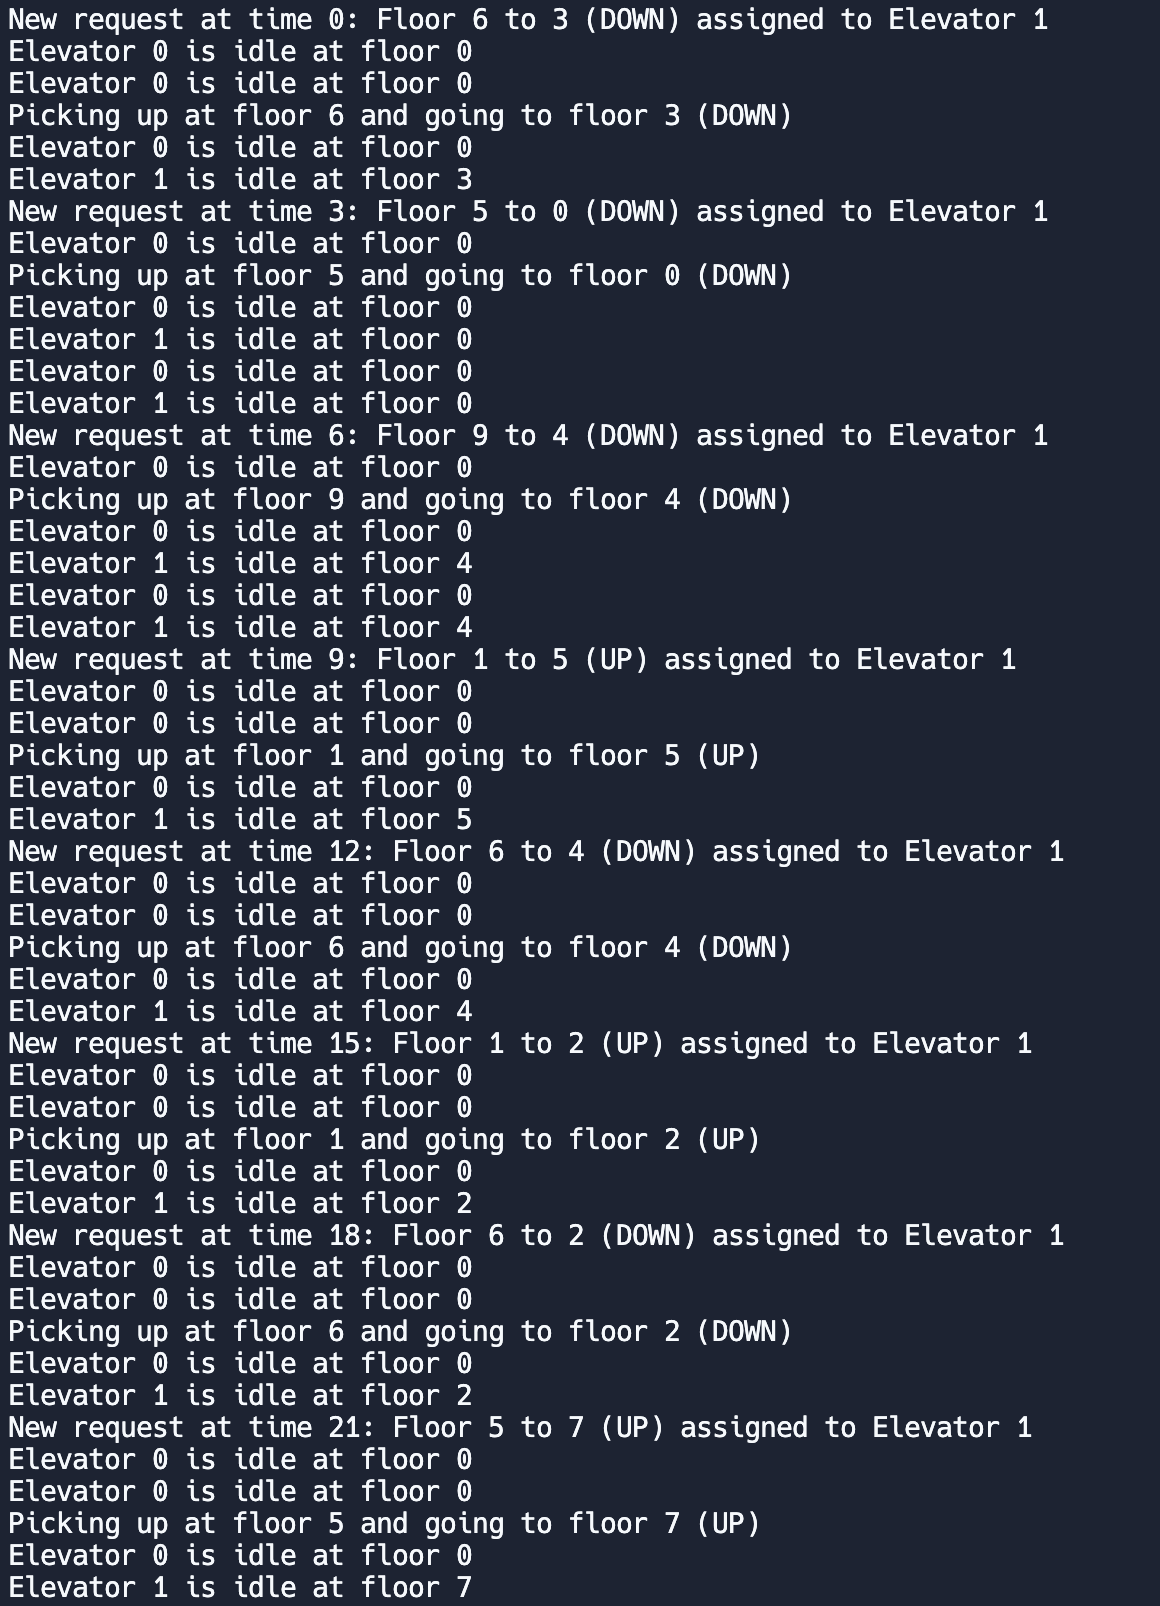 New request at time 0: Floor 6 to 3 (DOWN) assigned to Elevator 1
Elevator 0 is idle at floor 0
Elevator 0 is idle at floor 0
Picking up at floor 6 and going to floor 3 (DOWN)
Elevator 0 is idle at floor 0
Elevator 1 is idle at floor 3
New request at time 3: Floor 5 to 0 (DOWN) assigned to Elevator 1
Elevator 0 is idle at floor 0
Picking up at floor 5 and going to floor 0 (DOWN)
Elevator 0 is idle at floor 0
Elevator 1 is idle at floor 0
Elevator 0 is idle at floor 0
Elevator 1 is idle at floor 0
New request at time 6: Floor 9 to 4 (DOWN) assigned to Elevator 1
Elevator 0 is idle at floor 0
Picking up at floor 9 and going to floor 4 (DOWN)
Elevator 0 is idle at floor 0
Elevator 1 is idle at floor 4
Elevator 0 is idle at floor 0
Elevator 1 is idle at floor 4
New request at time 9: Floor 1 to 5 (UP) assigned to Elevator 1
Elevator 0 is idle at floor 0
Elevator 0 is idle at floor 0
Picking up at floor 1 and going to floor 5 (UP)
Elevator 0 is idle at floor 0
Elevator 1 is idle at floor 5
New request at time 12: Floor 6 to 4 (DOWN) assigned to Elevator 1
Elevator 0 is idle at floor 0
Elevator 0 is idle at floor 0
Picking up at floor 6 and going to floor 4 (DOWN)
Elevator 0 is idle at floor 0
Elevator 1 is idle at floor 4
New request at time 15: Floor 1 to 2 (UP) assigned to Elevator 1
Elevator 0 is idle at floor 0
Elevator 0 is idle at floor 0
Picking up at floor 1 and going to floor 2 (UP)
Elevator 0 is idle at floor 0
Elevator 1 is idle at floor 2
New request at time 18: Floor 6 to 2 (DOWN) assigned to Elevator 1
Elevator 0 is idle at floor 0
Elevator 0 is idle at floor 0
Picking up at floor 6 and going to floor 2 (DOWN)
Elevator 0 is idle at floor 0
Elevator 1 is idle at floor 2
New request at time 21: Floor 5 to 7 (UP) assigned to Elevator 1
Elevator 0 is idle at floor 0
Elevator 0 is idle at floor 0
Picking up at floor 5 and going to floor 7 (UP)
Elevator 0 is idle at floor 0
Elevator 1 is idle at floor 7